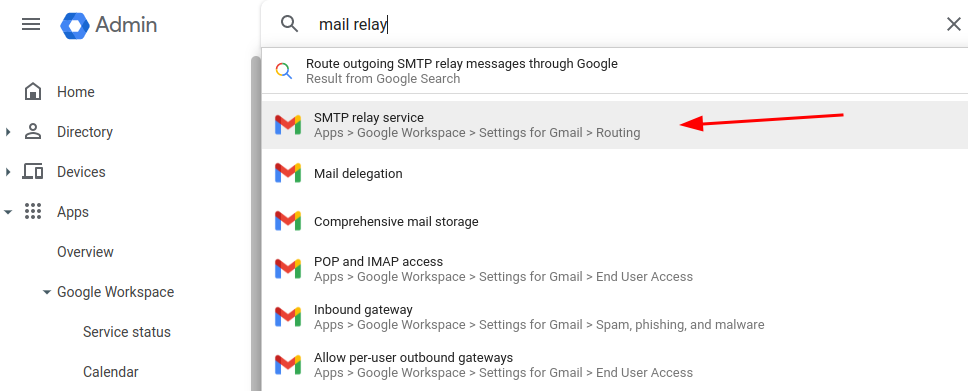 Admin
mail relay
Home
Directory
Devices
Apps
Overview
Google Workspace
Service status
Calendar
Route outgoing SMTP relay messages through Google
Result from Google Search
SMTP relay service
Apps > Google Workspace > Settings for Gmail > Routing
Mail delegation
Comprehensive mail storage
POP and IMAP access
Apps > Google Workspace > Settings for Gmail > End User Access
Inbound gateway
Apps > Google Workspace > Settings for Gmail > Spam, phishing, and malware
Allow per-user outbound gateways
Apps > Google Workspace > Settings for Gmail > End User Access